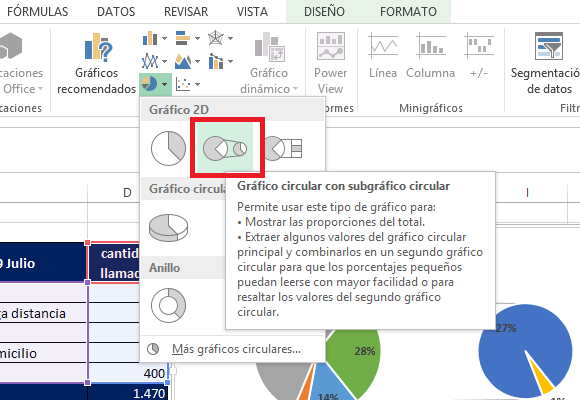 FÓRMULAS DATOS REVISAR VISTA DISEÑO FORMATO
caciones Gráficos Gráfico Power Línea Columna +/- Segmentació
Office recomendados dinámico View de datos
caciones ormes Minigráficos Filtr
Gráfico 2D
Gráfico circula
Anillo
Más gráficos circulares...
Gráfico circular con subgráfico circular
Permite usar este tipo de gráfico para:
• Mostrar las proporciones del total.
• Extraer algunos valores del gráfico circular
principal y combinarlos en un segundo gráfico
circular para que los porcentajes pequeños
puedan leerse con mayor facilidad o para
resaltar los valores del segundo gráfico
circular.
D I
9 Julio cantid
llamad
ga distancia
micilio
400
1.470
28%
14%
27%
1%